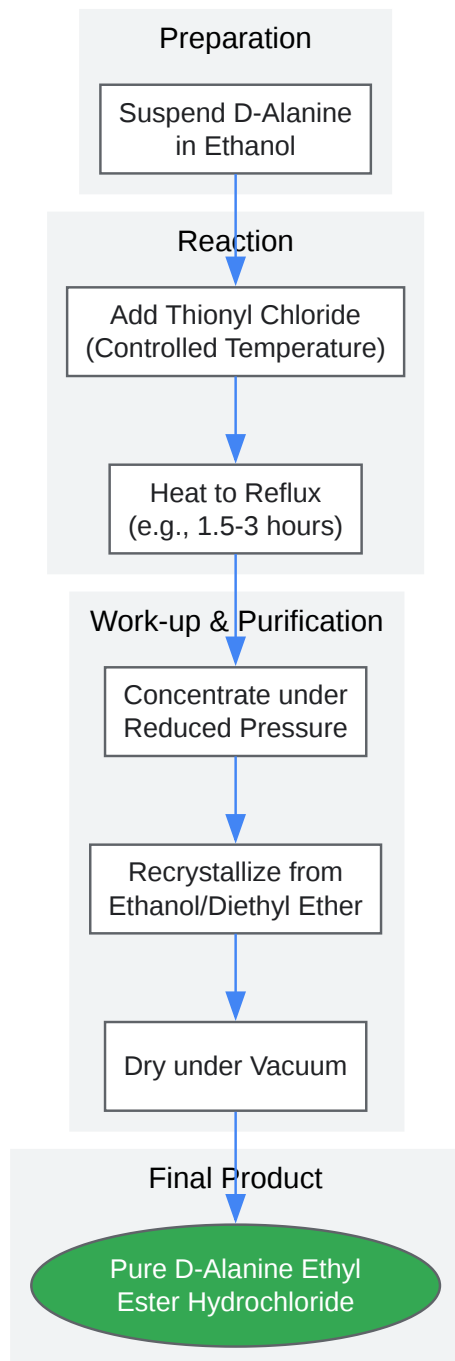 Preparation
Suspend D-Alanine
in Ethanol
Reaction
Add Thionyl Chloride
(Controlled Temperature)
Heat to Reflux
(e.g., 1.5-3 hours)
Work-up & Purification
Concentrate under
Reduced Pressure
Recrystallize from
Ethanol/Diethyl Ether
Dry under Vacuum
Final Product
Pure D-Alanine Ethyl
Ester Hydrochloride